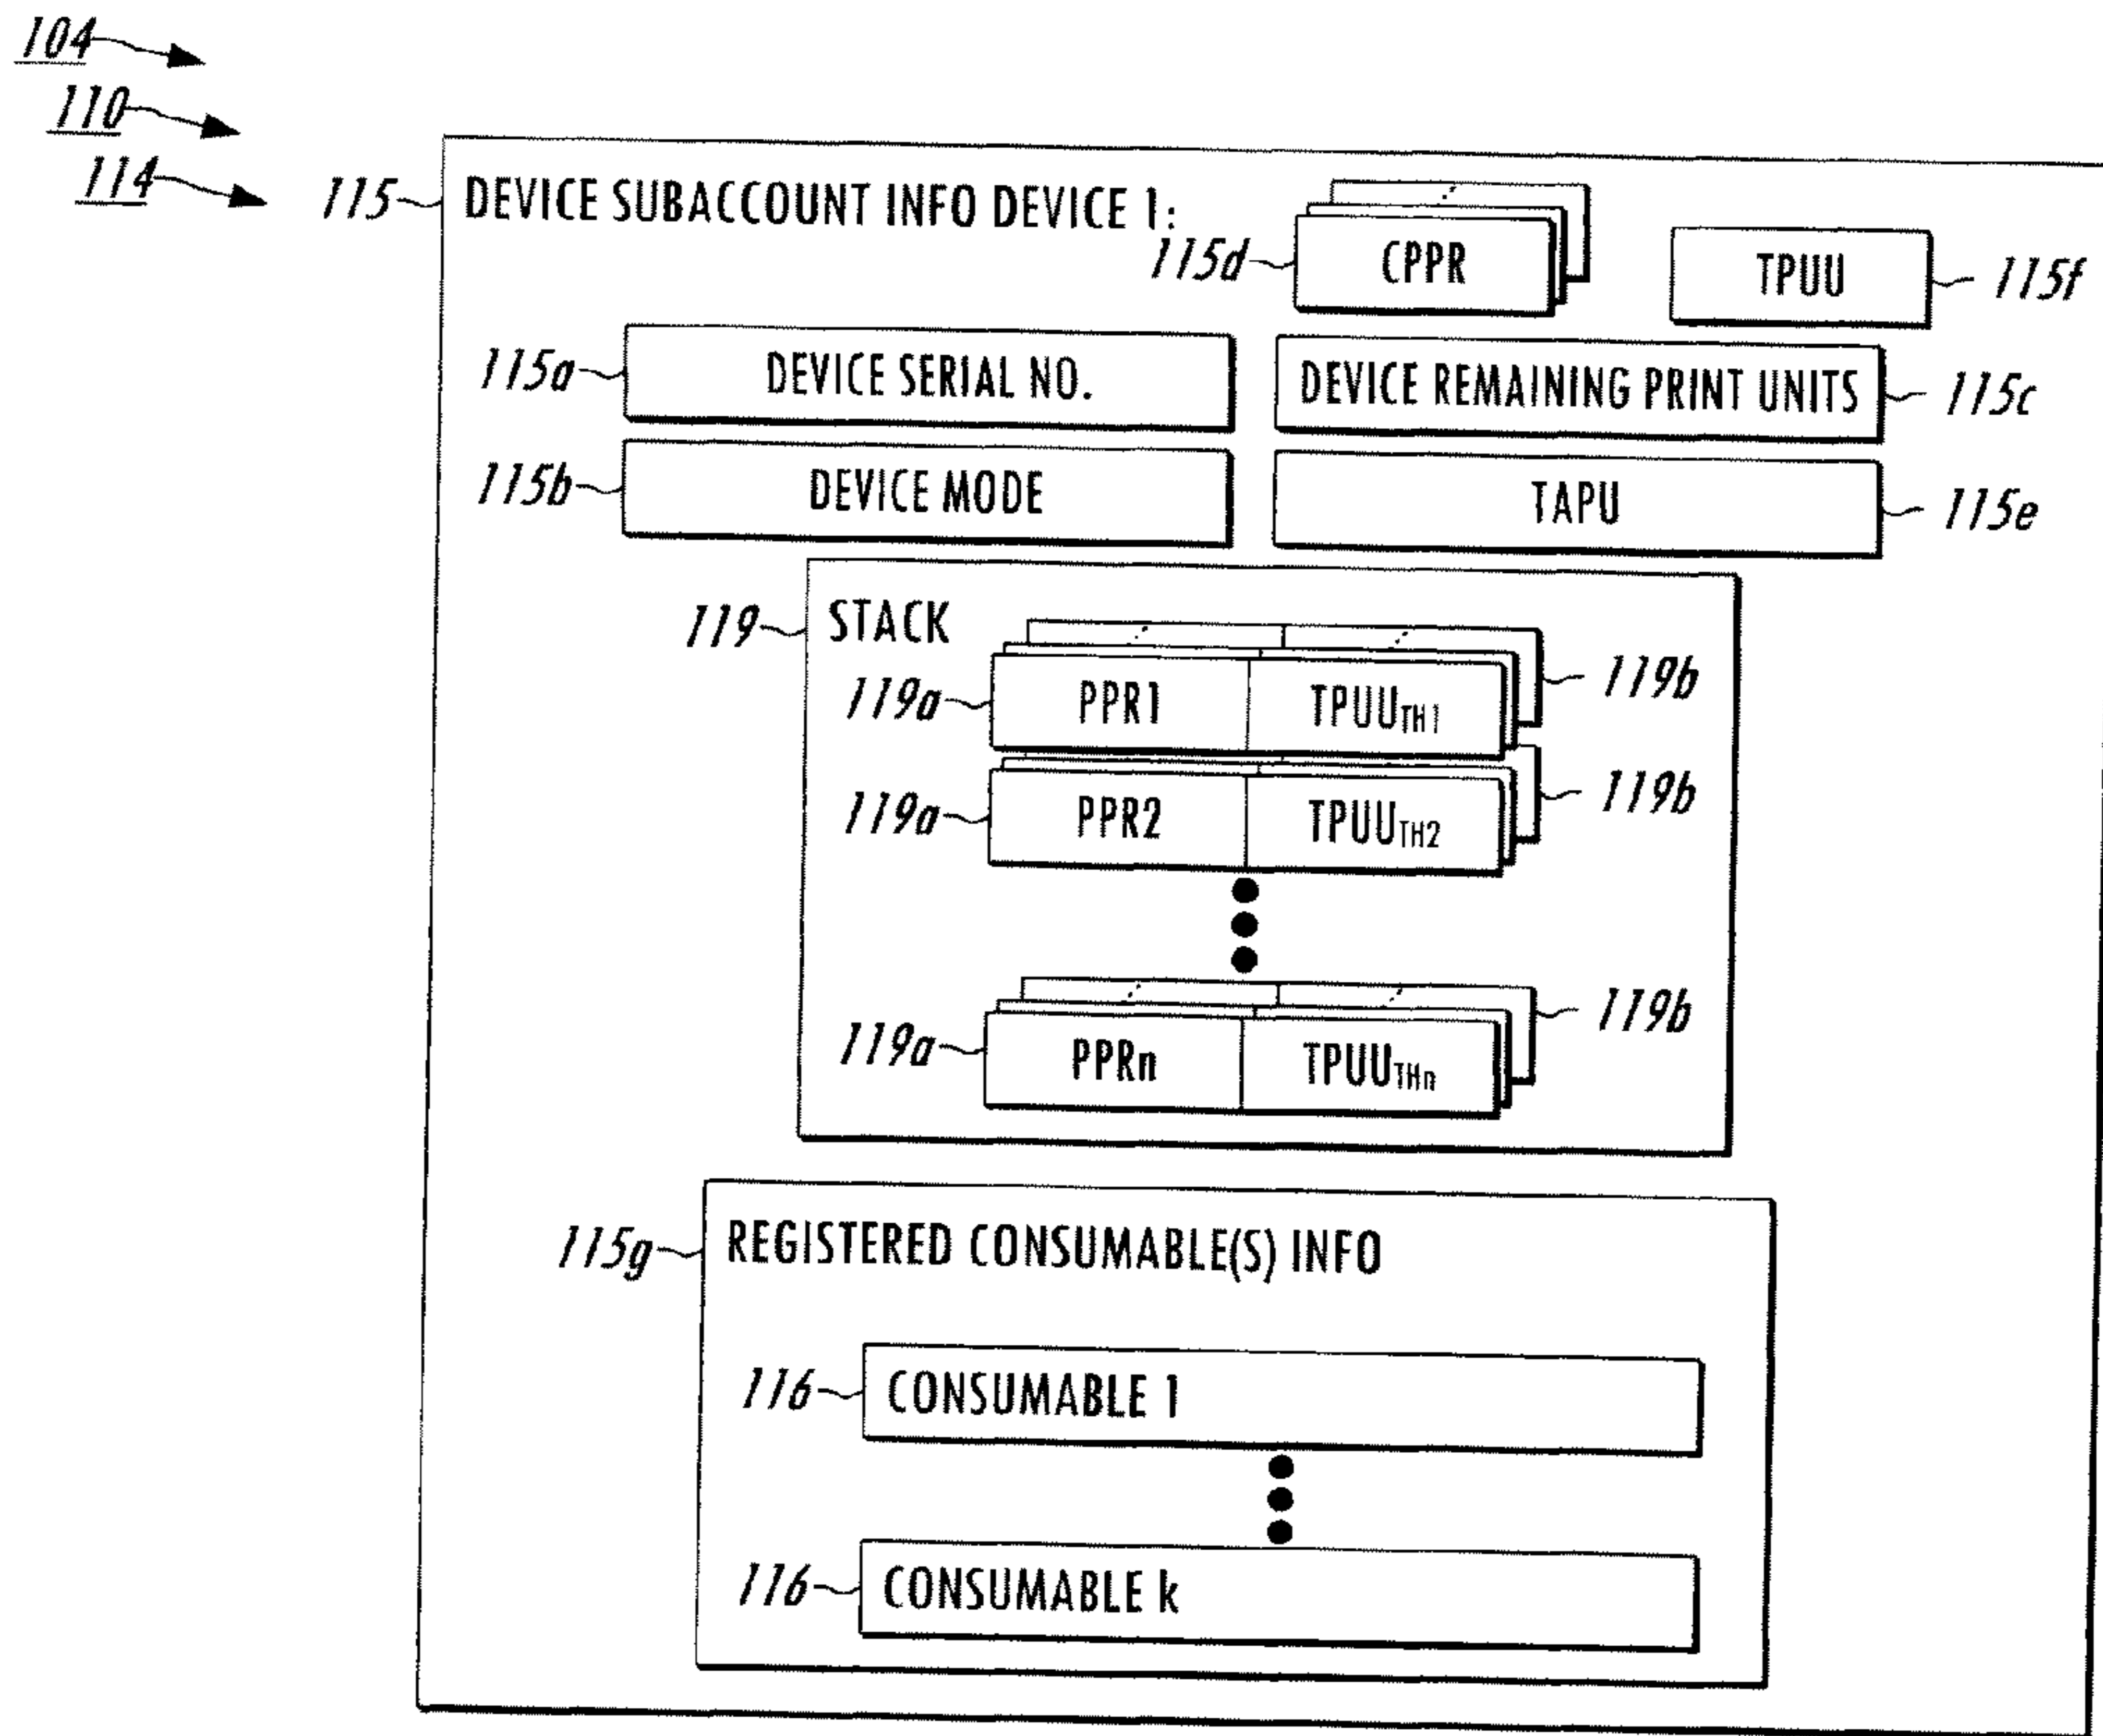 104
110
114
115 DEVICE SUBACCOUNT INFO DEVICE 1:
115d CPPR
TPUU 115f
115a DEVICE SERIAL NO.
DEVICE REMAINING PRINT UNITS 115c
115b DEVICE MODE
TAPU 115e
119 STACK
119a PPR1 TPUUTH1 119b
119a PPR2 TPUUTH2 119b
119a PPRn TPUUTHn 119b
115g REGISTERED CONSUMABLE(S) INFO
116 CONSUMABLE 1
116 CONSUMABLE k